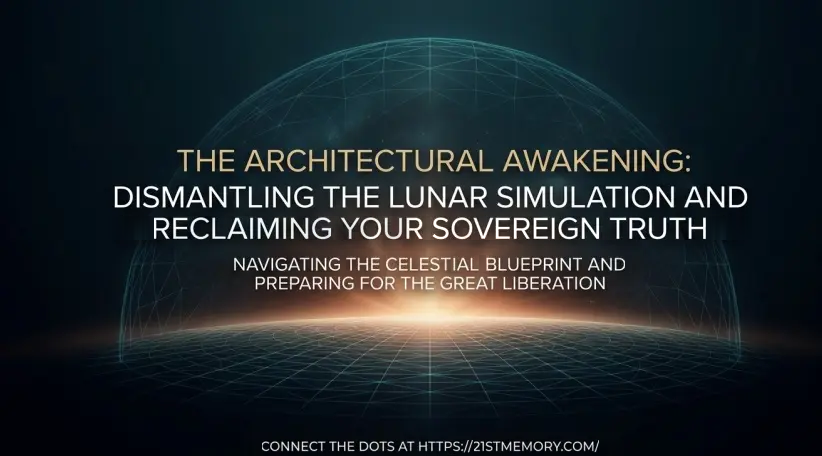 THE ARCHITECTURAL AWAKENING:
DISMANTLING THE LUNAR SIMULATION AND
RECLAIMING YOUR SOVEREIGN TRUTH
NAVIGATING THE CELESTIAL BLUEPRINT AND
PREPARING FOR THE GREAT LIBERATION
CONNECT THE DOTS AT HTTPS://21STMEMORY.COM/